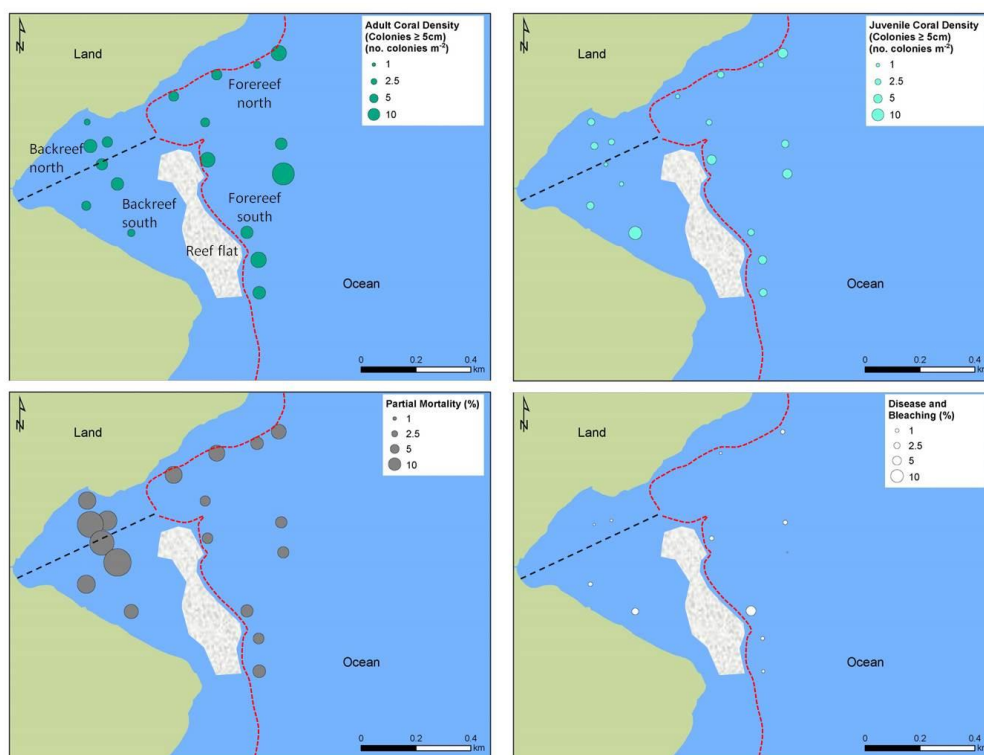 N
Land
Adult Coral Density
(Colonies ≥ 5cm)
(no. colonies m⁻²)
1
2.5
5
10
Forereef
north
Backreef
north
Backreef
south
Forereef
south
Reef flat
Ocean
0 0.2 0.4
km
N
Land
Juvenile Coral Density
(Colonies ≥ 5cm)
(no. colonies m⁻²)
1
2.5
5
10
Ocean
0 0.2 0.4
km
N
Land
Partial Mortality (%)
1
2.5
5
10
Ocean
0 0.2 0.4
km
N
Land
Disease and
Bleaching (%)
1
2.5
5
10
Ocean
0 0.2 0.4
km